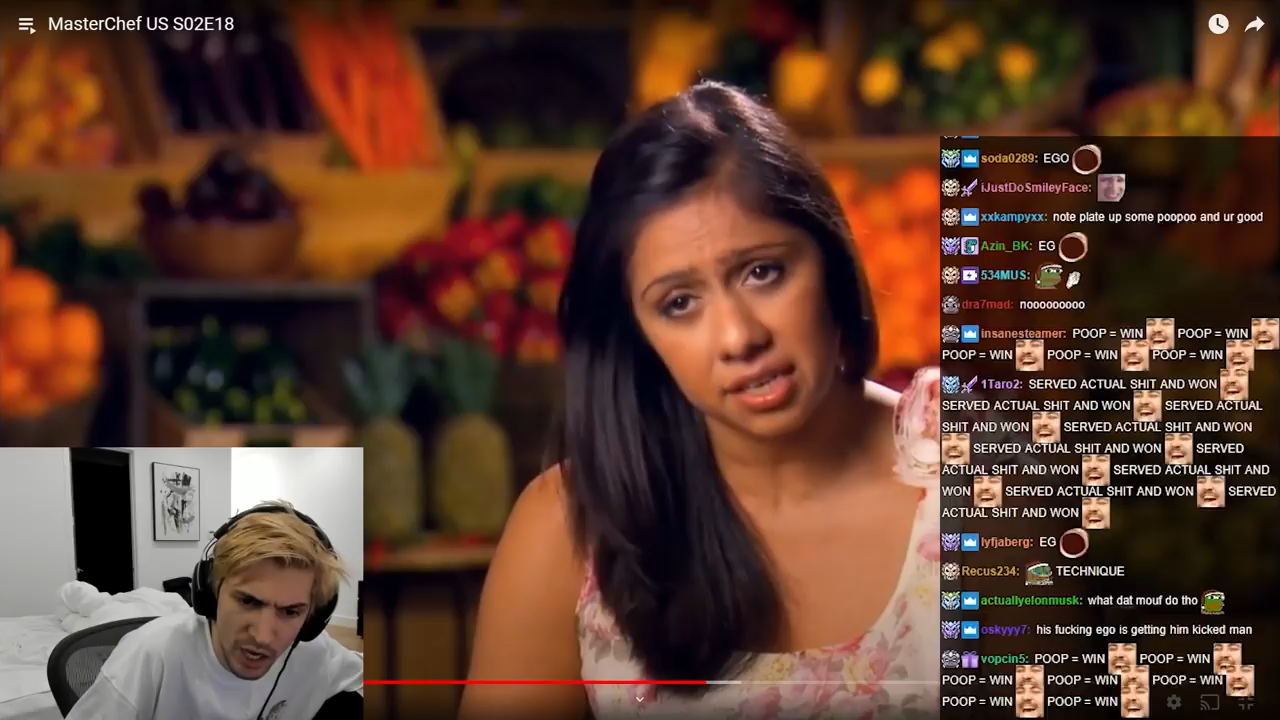 MasterChef US S02E18
soda0289: EGO
iJustDoSmileyFace:
xxkampyxx: note plate up some poopoo and ur good
Azin_BK: EG
534MUS:
dra7mad: nooooooooo
insanesteamer: POOP = WIN POOP = WIN
POOP = WIN POOP = WIN POOP = WIN
1Taro2: SERVED ACTUAL SHIT AND WON
SERVED ACTUAL SHIT AND WON SERVED ACTUAL
SHIT AND WON SERVED ACTUAL SHIT AND WON
SERVED ACTUAL SHIT AND WON SERVED
ACTUAL SHIT AND WON SERVED ACTUAL SHIT AND
WON SERVED ACTUAL SHIT AND WON SERVED
ACTUAL SHIT AND WON
lyfjaberg: EG
Recus234: TECHNIQUE
actuallyelonmusk: what dat mouf do tho
oskyyy7: his fucking ego is getting him kicked man
vopcin5: POOP = WIN POOP = WIN
POOP = WIN POOP = WIN POOP = WIN
POOP = WIN POOP = WIN